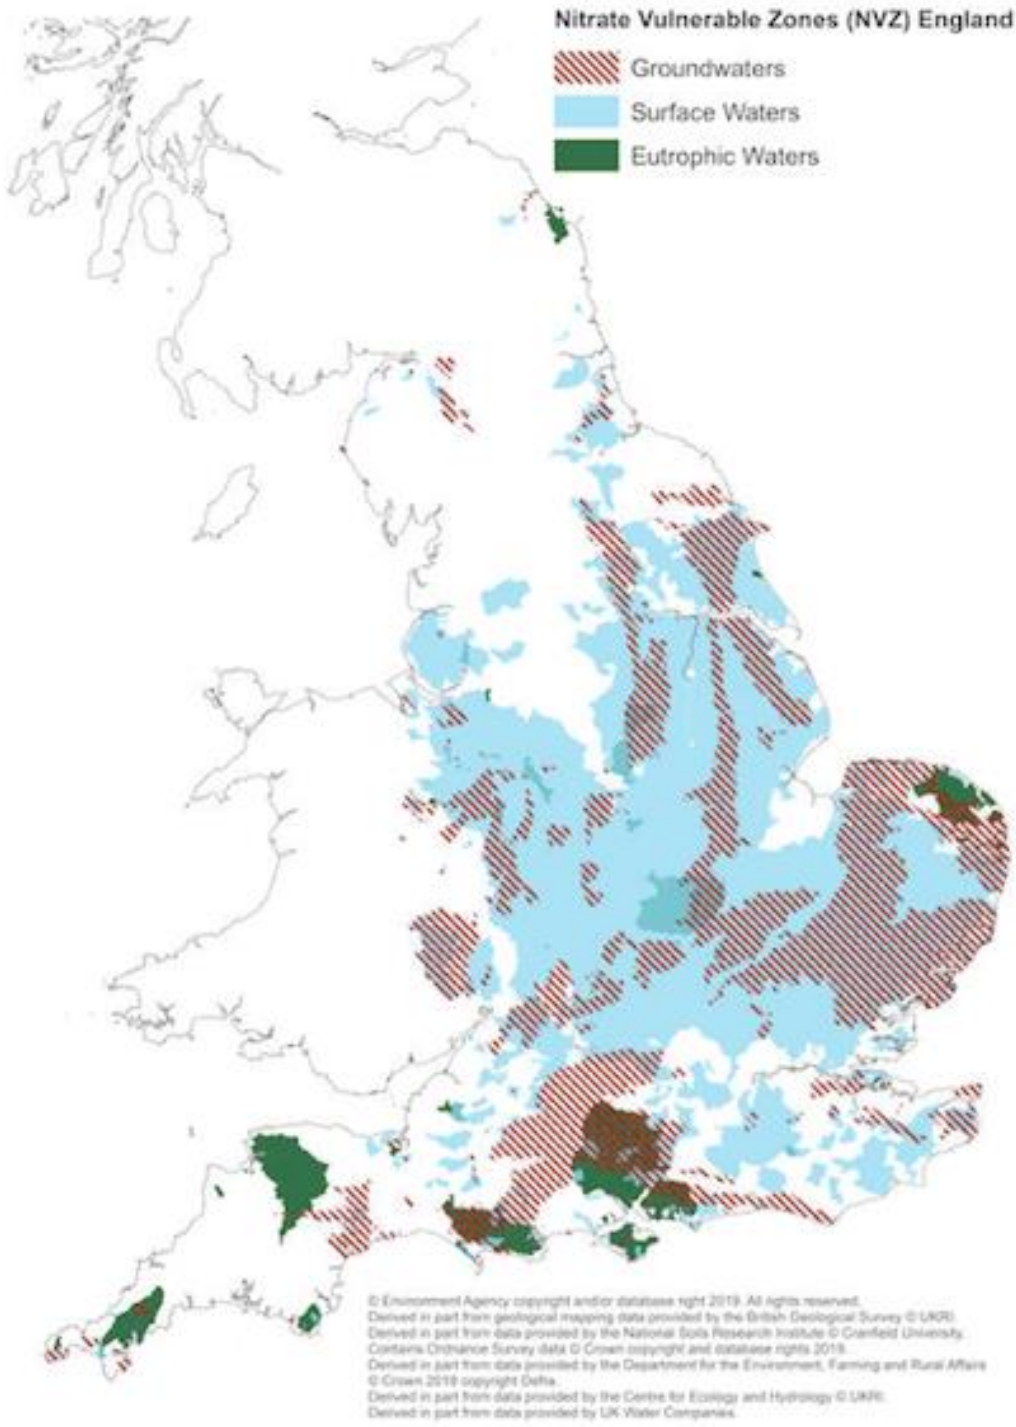 Nitrate Vulnerable Zones (NVZ) England
Groundwaters
Surface Waters
Eutrophic Waters
© Environment Agency copyright and/or database right 2019. All rights reserved.
Derived in part from geological mapping data provided by the British Geological Survey © UKRI.
Derived in part from data provided by the National Soils Research Institute © Cranfield University.
Contains Ordnance Survey data © Crown copyright and database rights 2019.
Derived in part from data provided by the Department for the Environment, Farming and Rural Affairs
© Crown 2019 copyright Defra.
Derived in part from data provided by the Centre for Ecology and Hydrology © UKRI.
Derived in part from data provided by UK Water Companies.